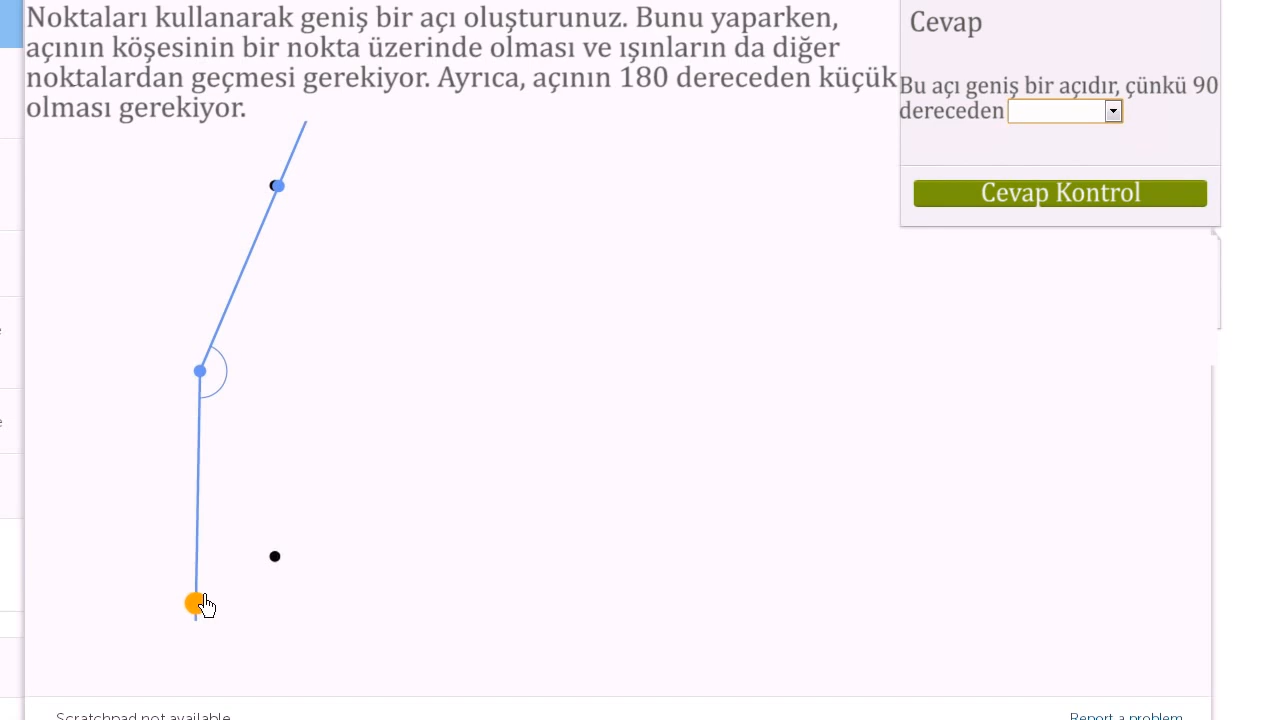 Noktaları kullanarak geniş bir açı oluşturunuz. Bunu yaparken,
açının köşesinin bir nokta üzerinde olması ve ışınların da diğer
noktalardan geçmesi gerekiyor. Ayrıca, açının 180 dereceden küçük
olması gerekiyor.
Cevap
Bu açı geniş bir açıdır, çünkü 90
dereceden
Cevap Kontrol
e
e
Scratchpad not available
Report a problem